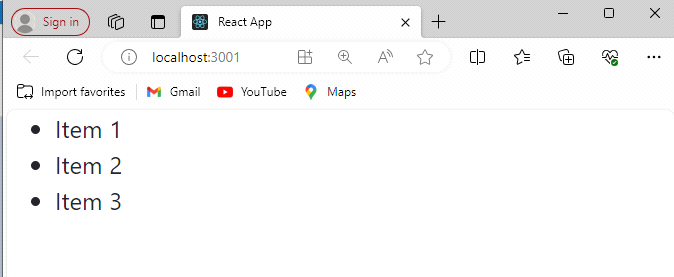 Sign in
React App
localhost:3001
A
Import favorites
Gmail
YouTube
Maps
Item 1
Item 2
Item 3